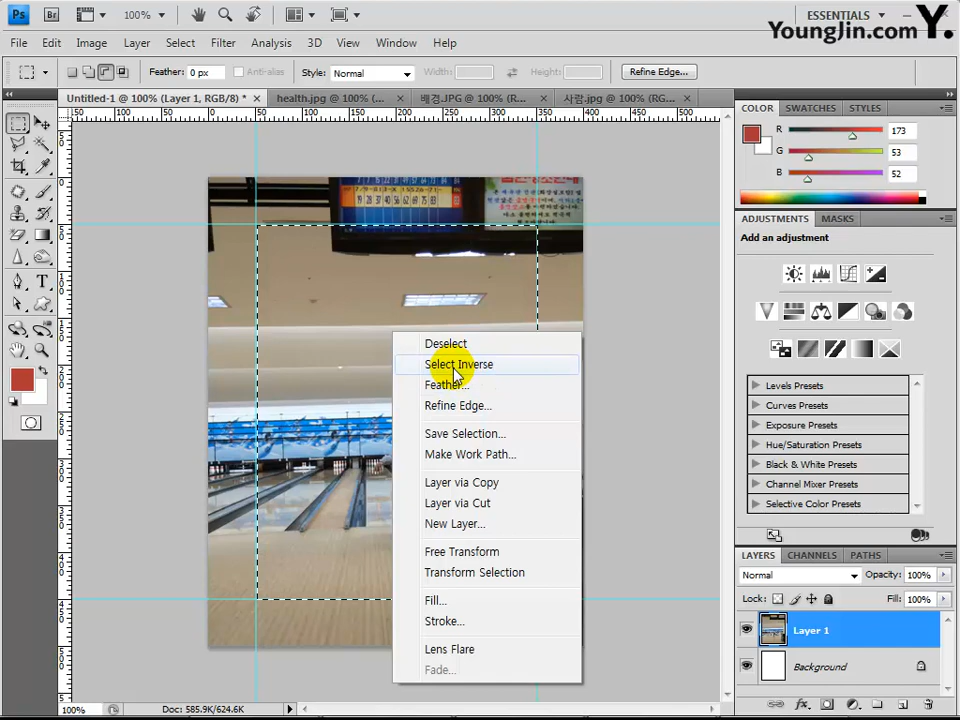 Ps Br 100% ESSENTIALS
YoungJin.com Y.
File Edit Image Layer Select Filter Analysis 3D View Window Help
Feather: 0 px Anti-alias Style: Normal Width: Height: Refine Edge...
Untitled-1 @ 100% (Layer 1, RGB/8) * × health.jpg @ 100% (... × 배경.JPG @ 100% (R... × 사람.jpg @ 100% (RG... ×
COLOR SWATCHES STYLES
R 173
G 53
B 52
ADJUSTMENTS MASKS
Add an adjustment
Levels Presets
Curves Presets
Exposure Presets
Hue/Saturation Presets
Black & White Presets
Channel Mixer Presets
Selective Color Presets
Deselect
Select Inverse
Feather...
Refine Edge...
Save Selection...
Make Work Path...
Layer via Copy
Layer via Cut
New Layer...
Free Transform
Transform Selection
Fill...
Stroke...
Lens Flare
Fade...
LAYERS CHANNELS PATHS
Normal Opacity: 100%
Lock: Fill: 100%
Layer 1
Background
100% Doc: 585.9K/624.6K